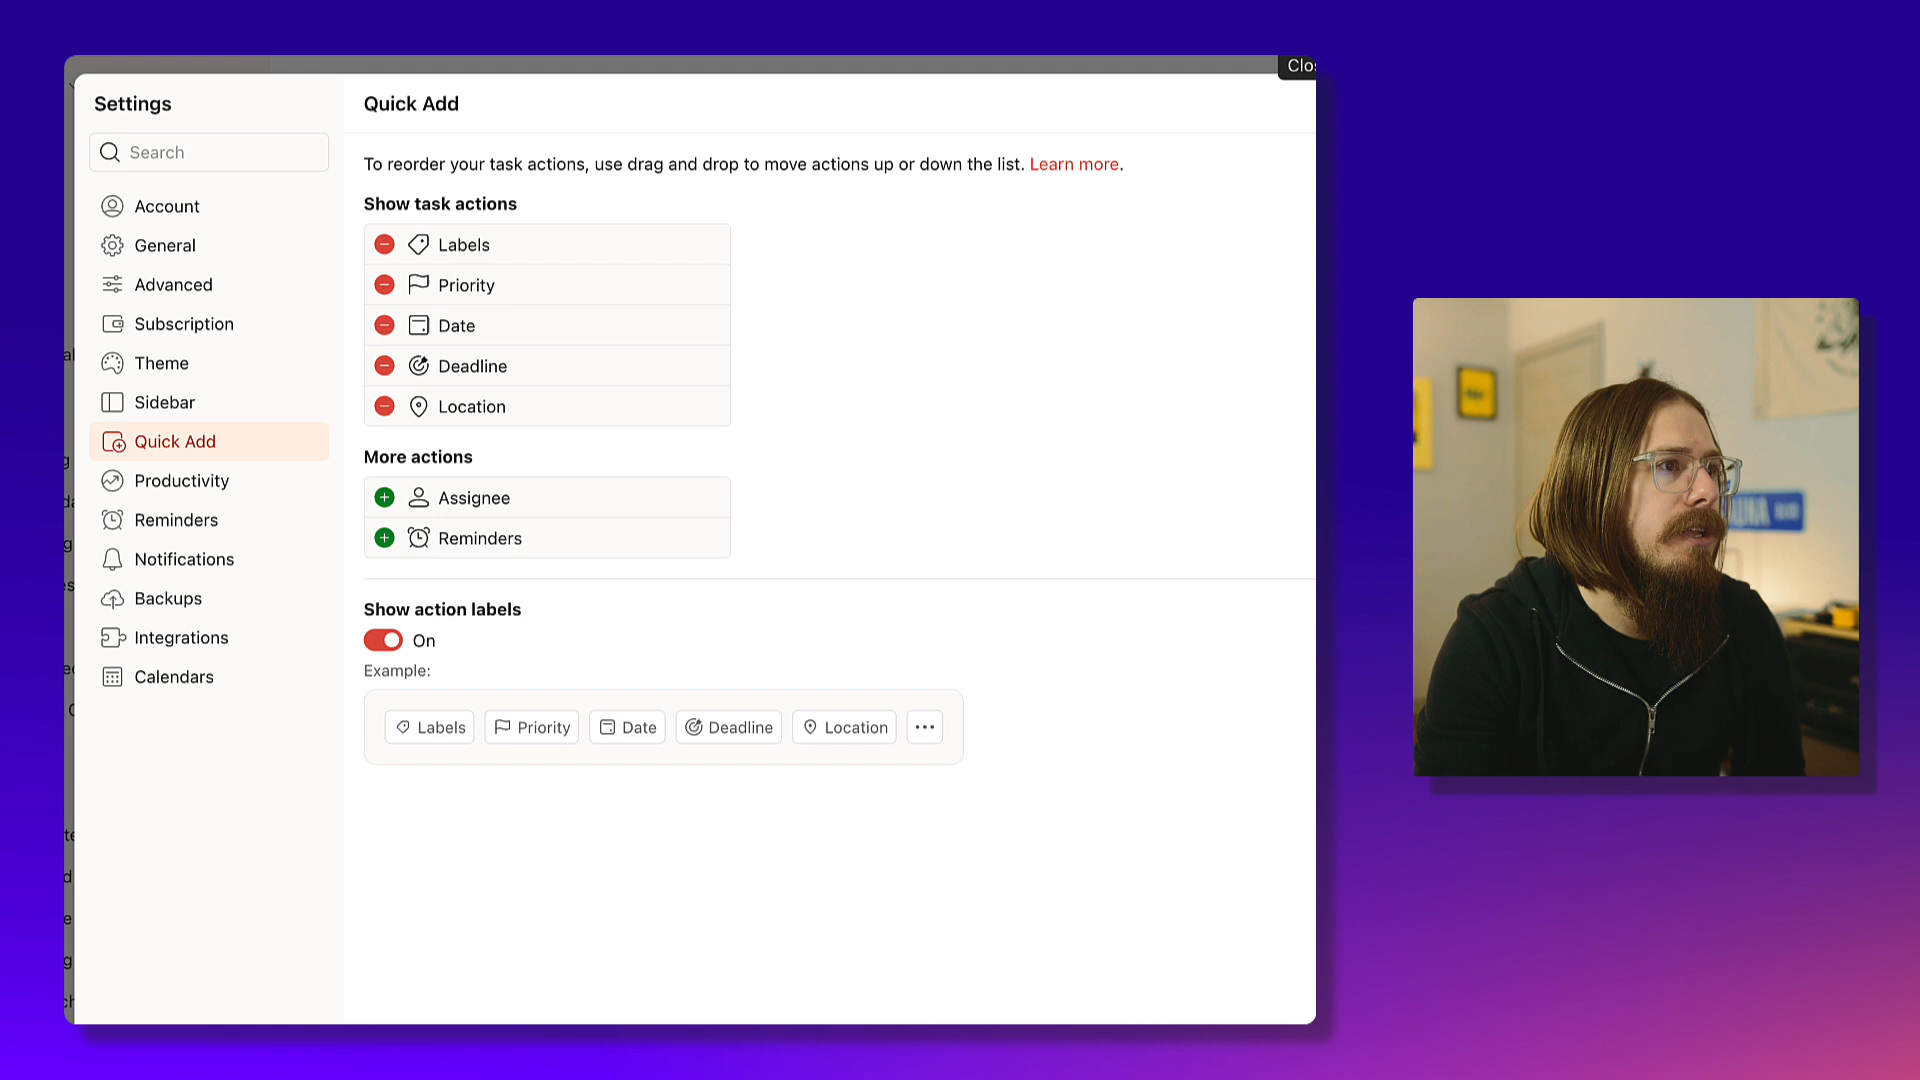 Clos
Settings
Quick Add
Search
To reorder your task actions, use drag and drop to move actions up or down the list. Learn more.
Account
General
Advanced
Subscription
Theme
Sidebar
Quick Add
Productivity
Reminders
Notifications
Backups
Integrations
Calendars
Show task actions
Labels
Priority
Date
Deadline
Location
More actions
Assignee
Reminders
Show action labels
On
Example:
Labels Priority Date Deadline Location